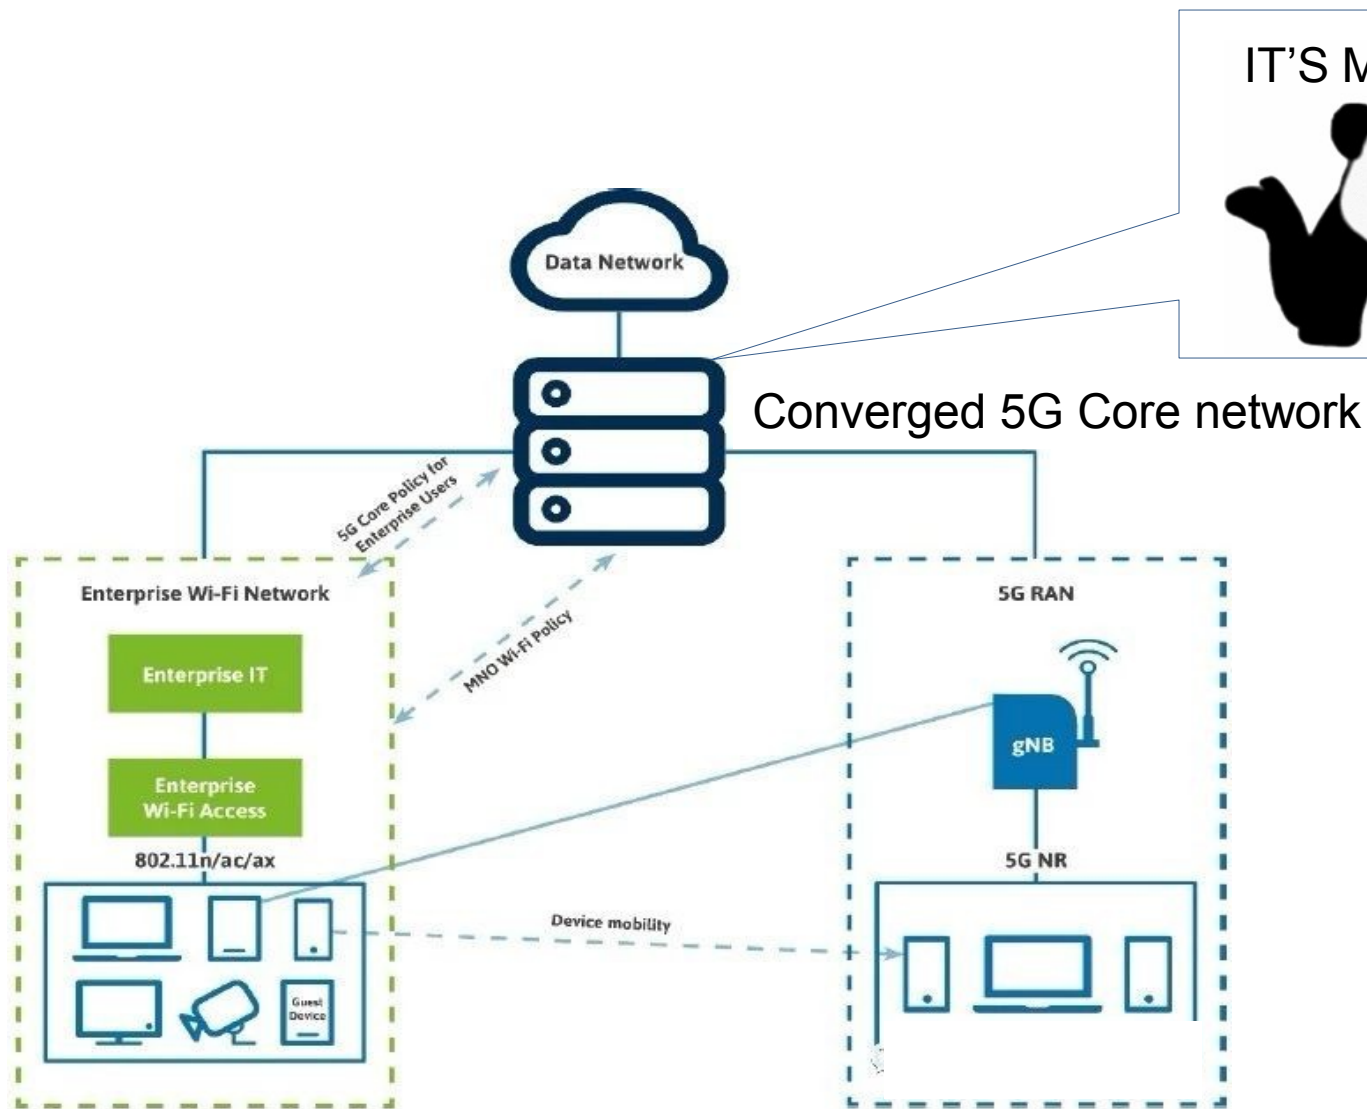 IT’S M
Data Network
Converged 5G Core network
5G Core Policy for
Enterprise Users
MNO Wi-Fi Policy
Enterprise Wi-Fi Network
Enterprise IT
Enterprise
Wi-Fi Access
802.11n/ac/ax
Guest
Device
Device mobility
5G RAN
gNB
5G NR